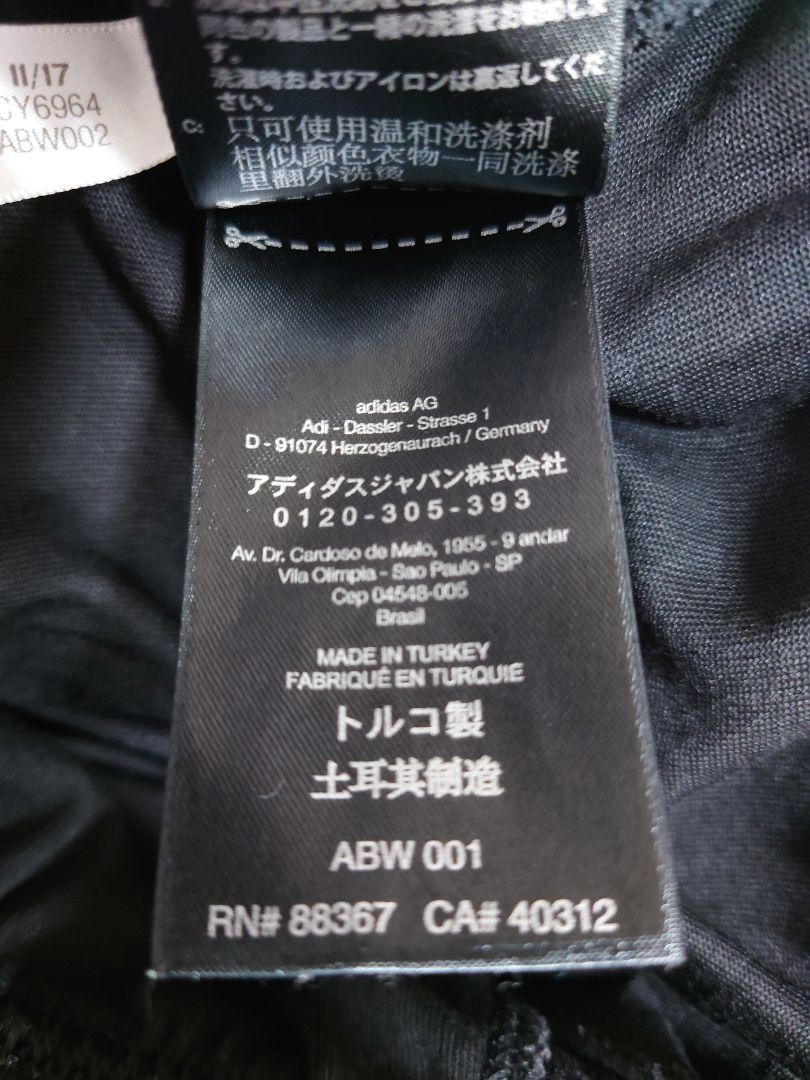 11/17
CY6964
ABW002
洗濯時およびアイロンは裏返してくだ
さい。
C: 只可使用温和洗涤剂
相似颜色衣物一同洗涤
里翻外洗烫
adidas AG
Adi - Dassler - Strasse 1
D - 91074 Herzogenaurach / Germany
アディダスジャパン株式会社
0120-305-393
Av. Dr. Cardoso de Melo, 1955 - 9 andar
Vila Olimpia - Sao Paulo - SP
Cep 04548-005
Brasil
MADE IN TURKEY
FABRIQUÉ EN TURQUIE
トルコ製
土耳其制造
ABW 001
RN# 88367 CA# 40312